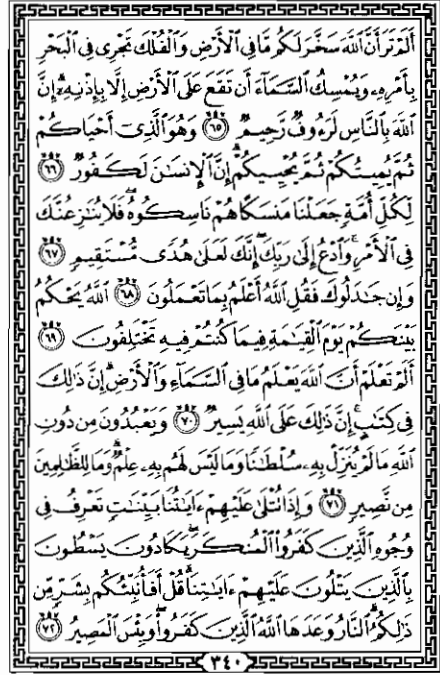 أَلَمْ تَرَ أَنَّ ٱللَّهَ سَخَّرَ لَكُم مَّا فِى ٱلْأَرْضِ وَٱلْفُلْكَ تَجْرِى فِى ٱلْبَحْرِ
بِأَمْرِهِۦ وَيُمْسِكُ ٱلسَّمَآءَ أَن تَقَعَ عَلَى ٱلْأَرْضِ إِلَّا بِإِذْنِهِۦٓ ۗ إِنَّ
ٱللَّهَ بِٱلنَّاسِ لَرَءُوفٌ رَّحِيمٌ ٦٥ وَهُوَ ٱلَّذِىٓ أَحْيَاكُمْ
ثُمَّ يُمِيتُكُمْ ثُمَّ يُحْيِيكُمْ ۗ إِنَّ ٱلْإِنسَٰنَ لَكَفُورٌ ٦٦
لِّكُلِّ أُمَّةٍ جَعَلْنَا مَنسَكًا هُمْ نَاسِكُوهُ ۖ فَلَا يُنَٰزِعُنَّكَ
فِى ٱلْأَمْرِ ۚ وَٱدْعُ إِلَىٰ رَبِّكَ ۖ إِنَّكَ لَعَلَىٰ هُدًى مُّسْتَقِيمٍ ٦٧
وَإِن جَٰدَلُوكَ فَقُلِ ٱللَّهُ أَعْلَمُ بِمَا تَعْمَلُونَ ٦٨ ٱللَّهُ يَحْكُمُ
بَيْنَكُمْ يَوْمَ ٱلْقِيَٰمَةِ فِيمَا كُنتُمْ فِيهِ تَخْتَلِفُونَ ٦٩
أَلَمْ تَعْلَمْ أَنَّ ٱللَّهَ يَعْلَمُ مَا فِى ٱلسَّمَآءِ وَٱلْأَرْضِ ۗ إِنَّ ذَٰلِكَ
فِى كِتَٰبٍ ۚ إِنَّ ذَٰلِكَ عَلَى ٱللَّهِ يَسِيرٌ ٧٠ وَيَعْبُدُونَ مِن دُونِ
ٱللَّهِ مَا لَمْ يُنَزِّلْ بِهِۦ سُلْطَٰنًا وَمَا لَيْسَ لَهُم بِهِۦ عِلْمٌ ۗ وَمَا لِلظَّٰلِمِينَ
مِن نَّصِيرٍ ٧١ وَإِذَا تُتْلَىٰ عَلَيْهِمْ ءَايَٰتُنَا بَيِّنَٰتٍ تَعْرِفُ فِى
وُجُوهِ ٱلَّذِينَ كَفَرُوا۟ ٱلْمُنكَرَ ۖ يَكَادُونَ يَسْطُونَ
بِٱلَّذِينَ يَتْلُونَ عَلَيْهِمْ ءَايَٰتِنَا ۗ قُلْ أَفَأُنَبِّئُكُم بِشَرٍّ مِّن
ذَٰلِكُمُ ۗ ٱلنَّارُ وَعَدَهَا ٱللَّهُ ٱلَّذِينَ كَفَرُوا۟ ۖ وَبِئْسَ ٱلْمَصِيرُ ٧٢
٣٤٠